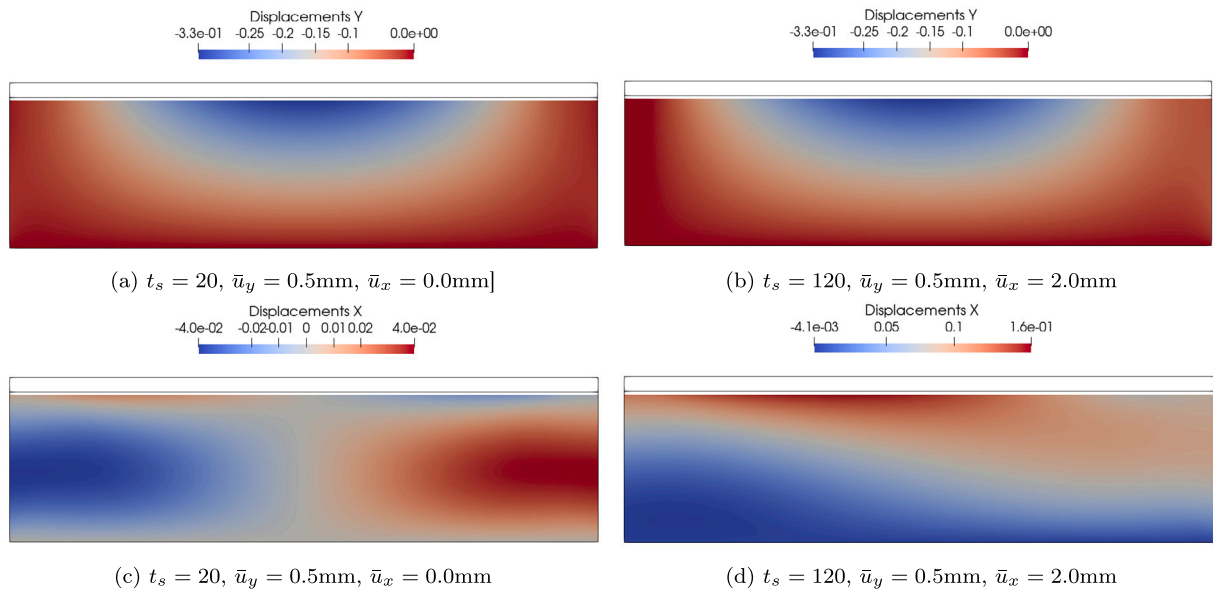 Displacements Y
-3.3e-01 -0.25 -0.2 -0.15 -0.1 0.0e+00
Displacements Y
-3.3e-01 -0.25 -0.2 -0.15 -0.1 0.0e+00
(a) t_s = 20, ū_y = 0.5mm, ū_x = 0.0mm]
(b) t_s = 120, ū_y = 0.5mm, ū_x = 2.0mm
Displacements X
-4.0e-02 -0.02 -0.01 0 0.01 0.02 4.0e-02
Displacements X
-4.1e-03 0.05 0.1 1.6e-01
(c) t_s = 20, ū_y = 0.5mm, ū_x = 0.0mm
(d) t_s = 120, ū_y = 0.5mm, ū_x = 2.0mm